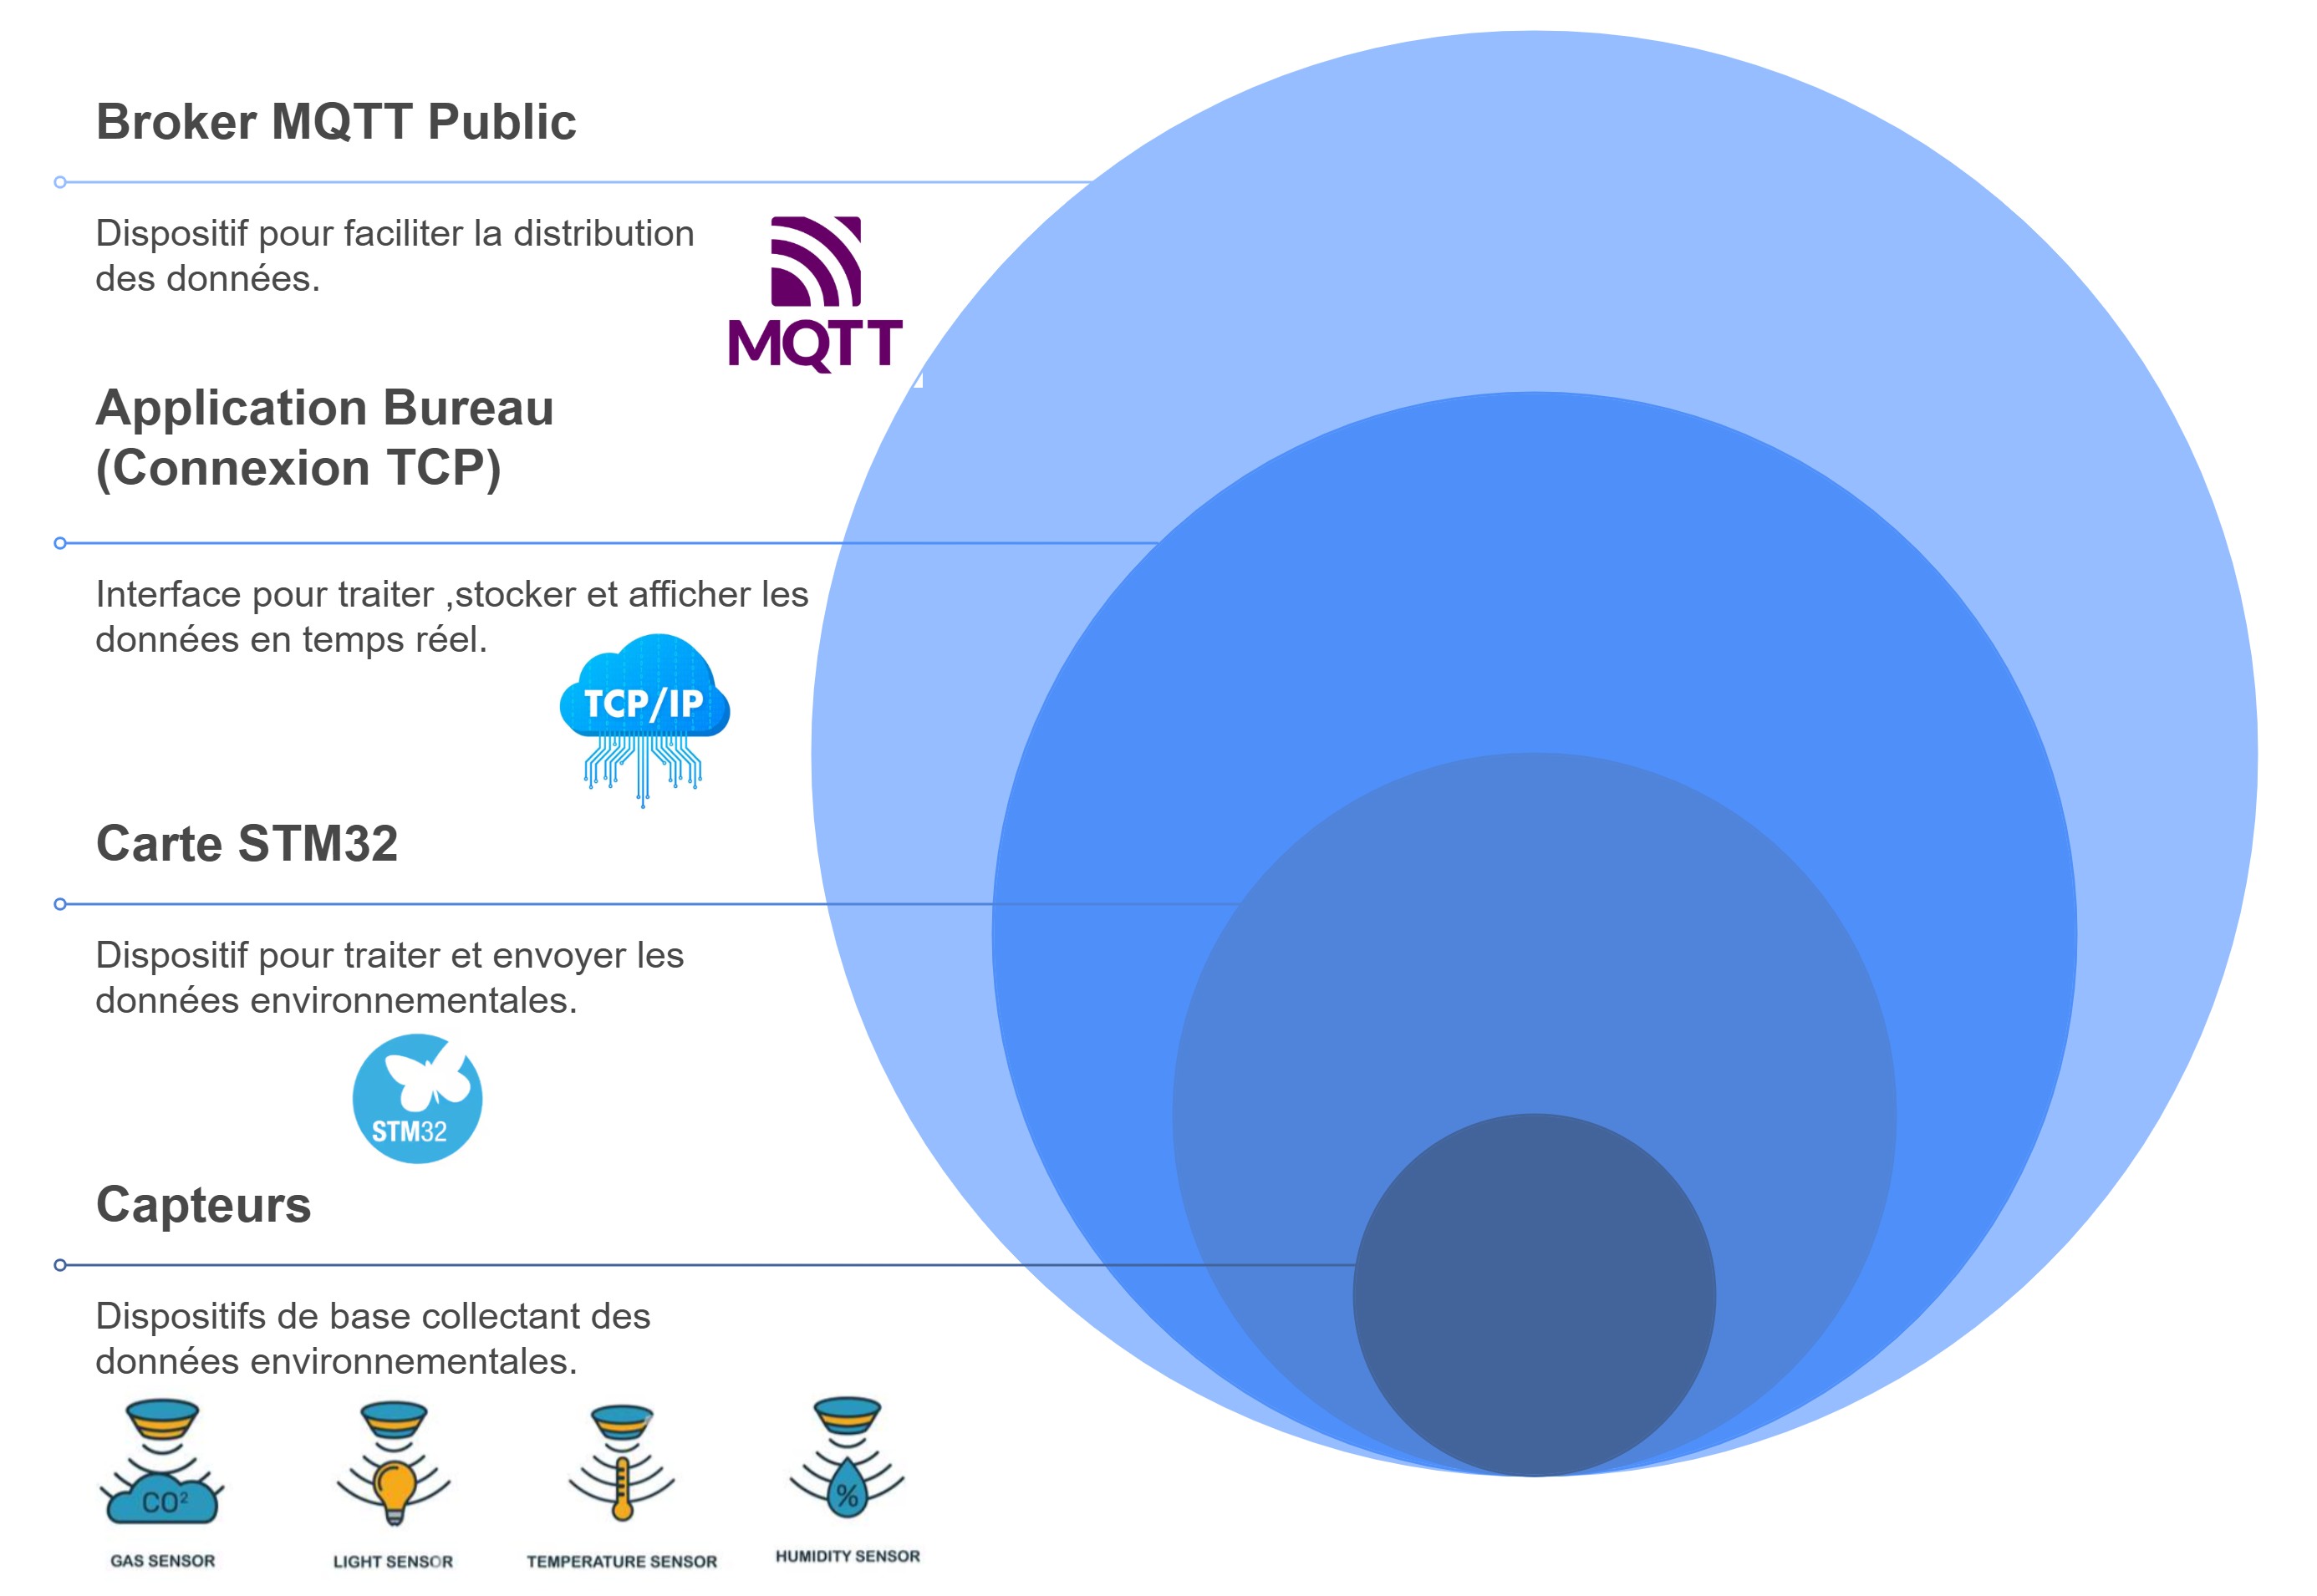 Broker MQTT Public
Dispositif pour faciliter la distribution
des données.
MQTT
Application Bureau
(Connexion TCP)
Interface pour traiter ,stocker et afficher les
données en temps réel.
TCP/IP
Carte STM32
Dispositif pour traiter et envoyer les
données environnementales.
STM32
Capteurs
Dispositifs de base collectant des
données environnementales.
CO²
%
GAS SENSOR
LIGHT SENSOR
TEMPERATURE SENSOR
HUMIDITY SENSOR